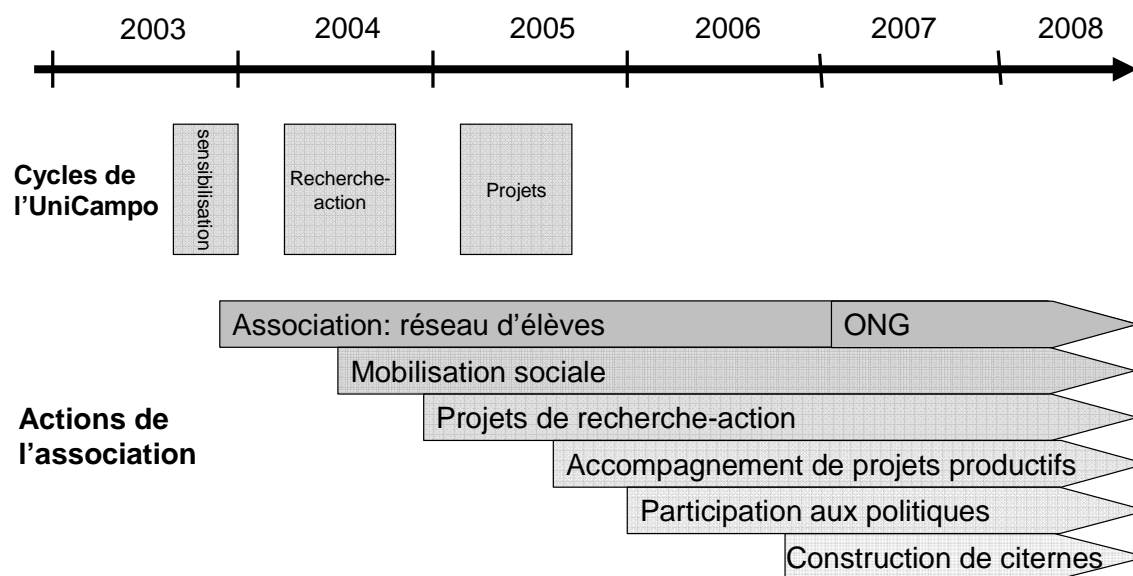 2003 2004 2005 2006 2007 2008
Cycles de
l'UniCampo
sensibilisation
Recherche-
action
Projets
Actions de
l'association
Association: réseau d'élèves
ONG
Mobilisation sociale
Projets de recherche-action
Accompagnement de projets productifs
Participation aux politiques
Construction de citernes